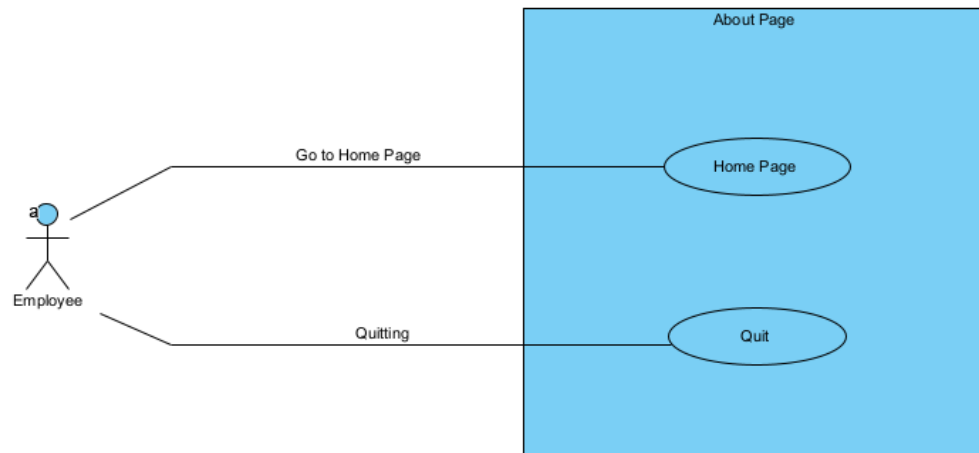 About Page
Go to Home Page
Home Page
a
Employee
Quitting
Quit